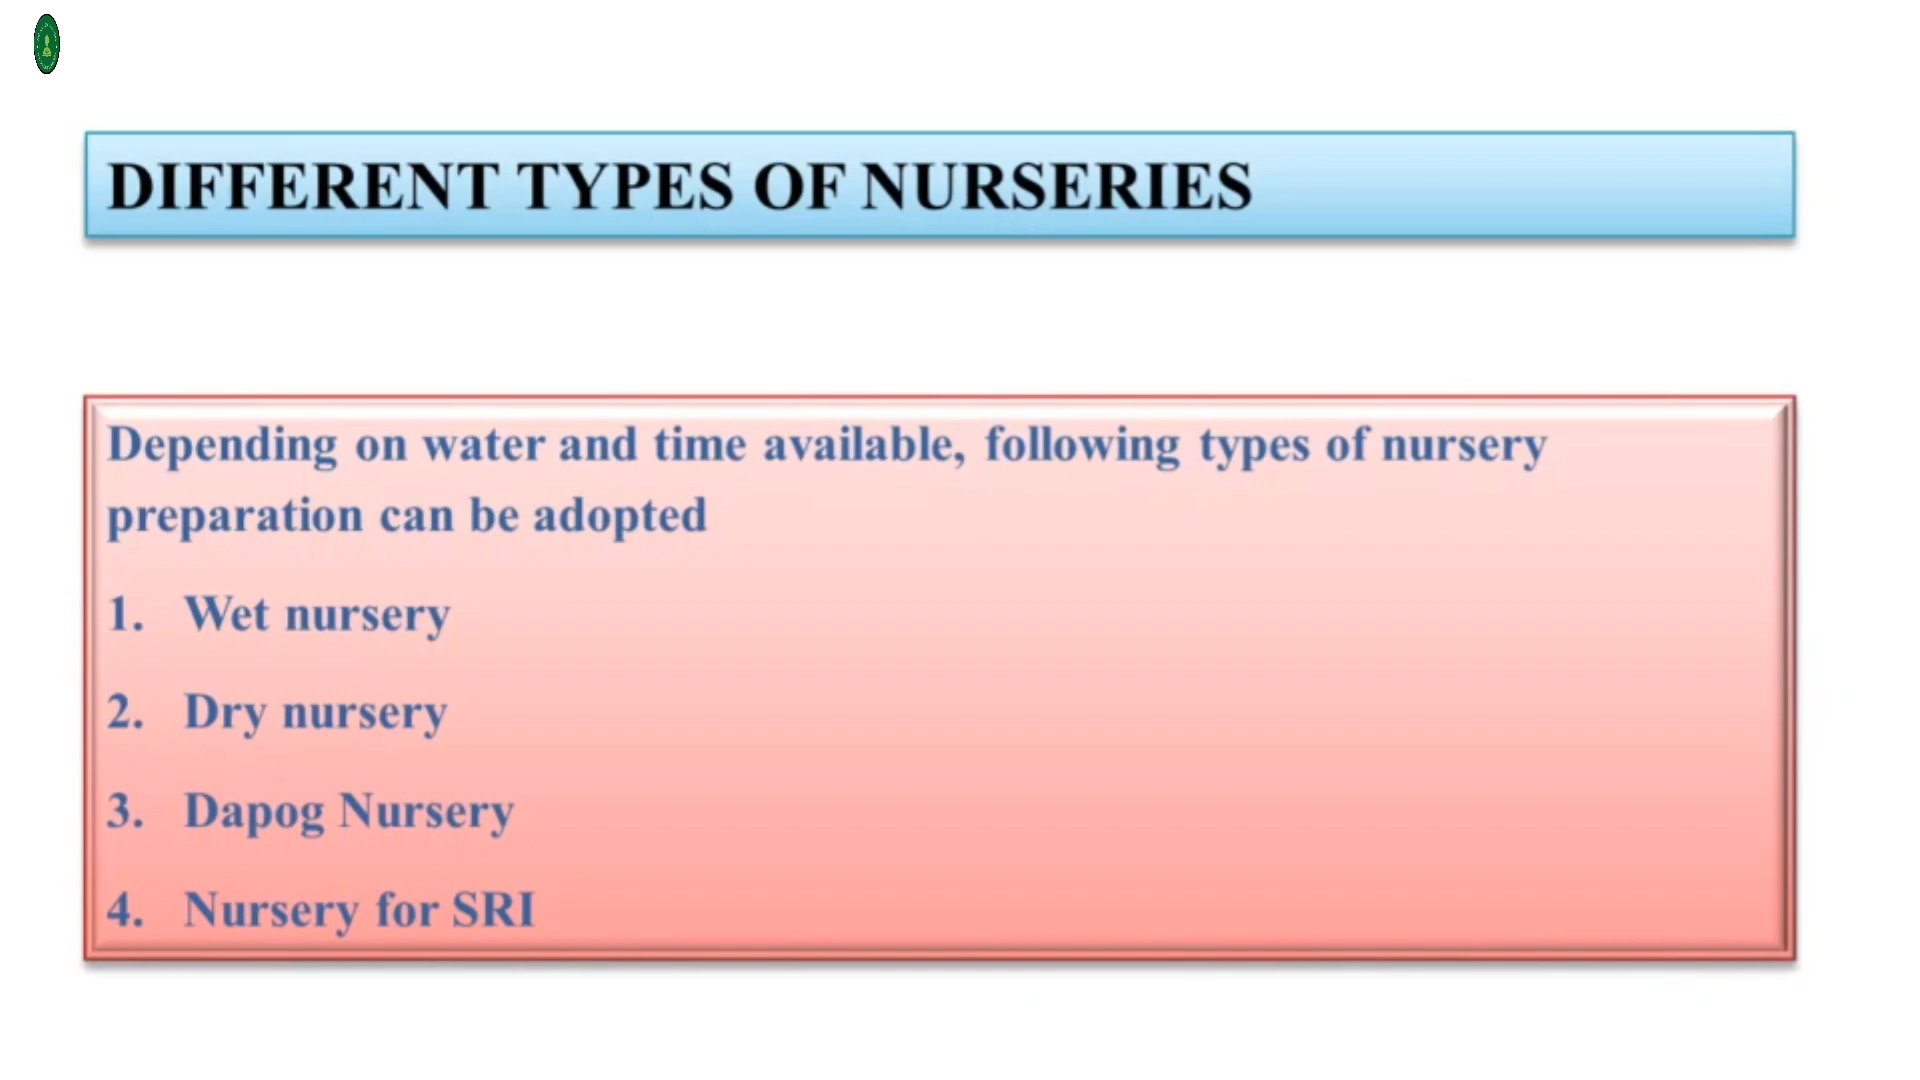 DIFFERENT TYPES OF NURSERIES
Depending on water and time available, following types of nursery
preparation can be adopted
1. Wet nursery
2. Dry nursery
3. Dapog Nursery
4. Nursery for SRI